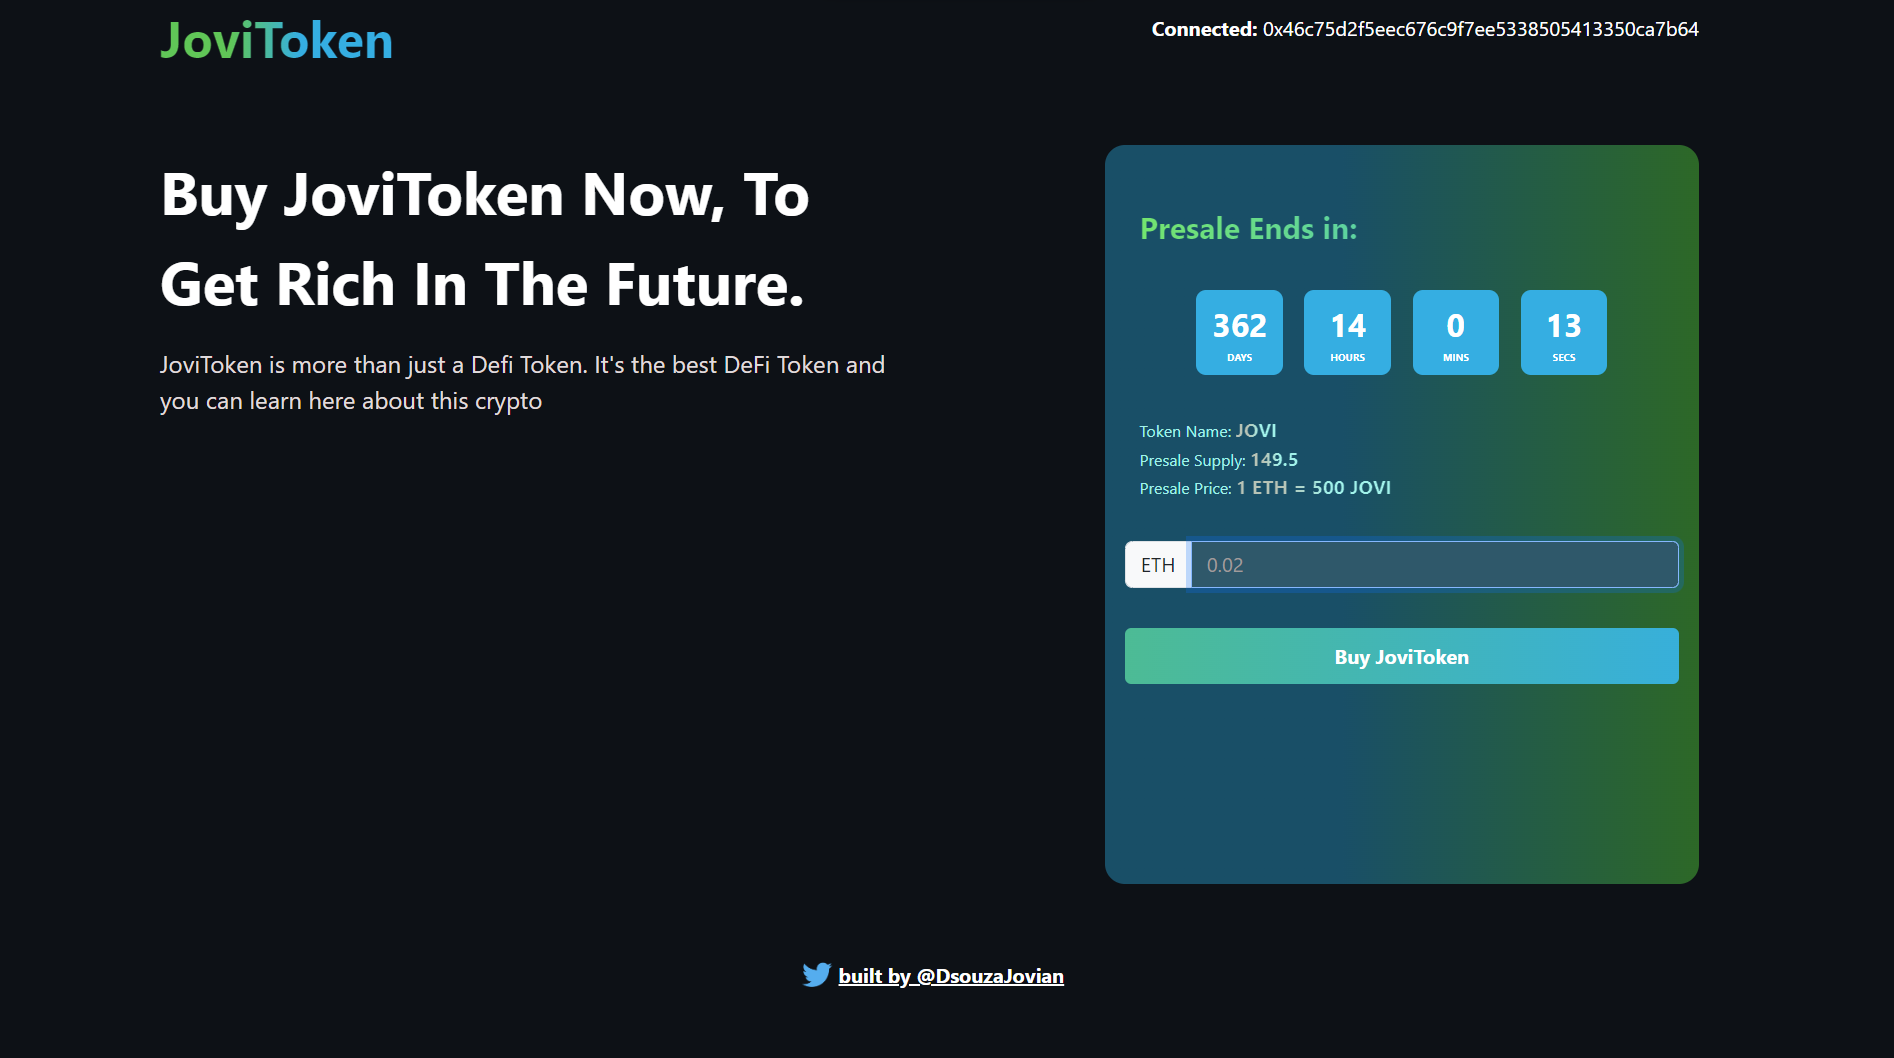 JoviToken
Connected: 0x46c75d2f5eec676c9f7ee5338505413350ca7b64
Buy JoviToken Now, To
Get Rich In The Future.
JoviToken is more than just a Defi Token. It's the best DeFi Token and
you can learn here about this crypto
Presale Ends in:
362 14 0 13
DAYS HOURS MINS SECS
Token Name: JOVI
Presale Supply: 149.5
Presale Price: 1 ETH = 500 JOVI
ETH 0.02
Buy JoviToken
built by @DsouzaJovian